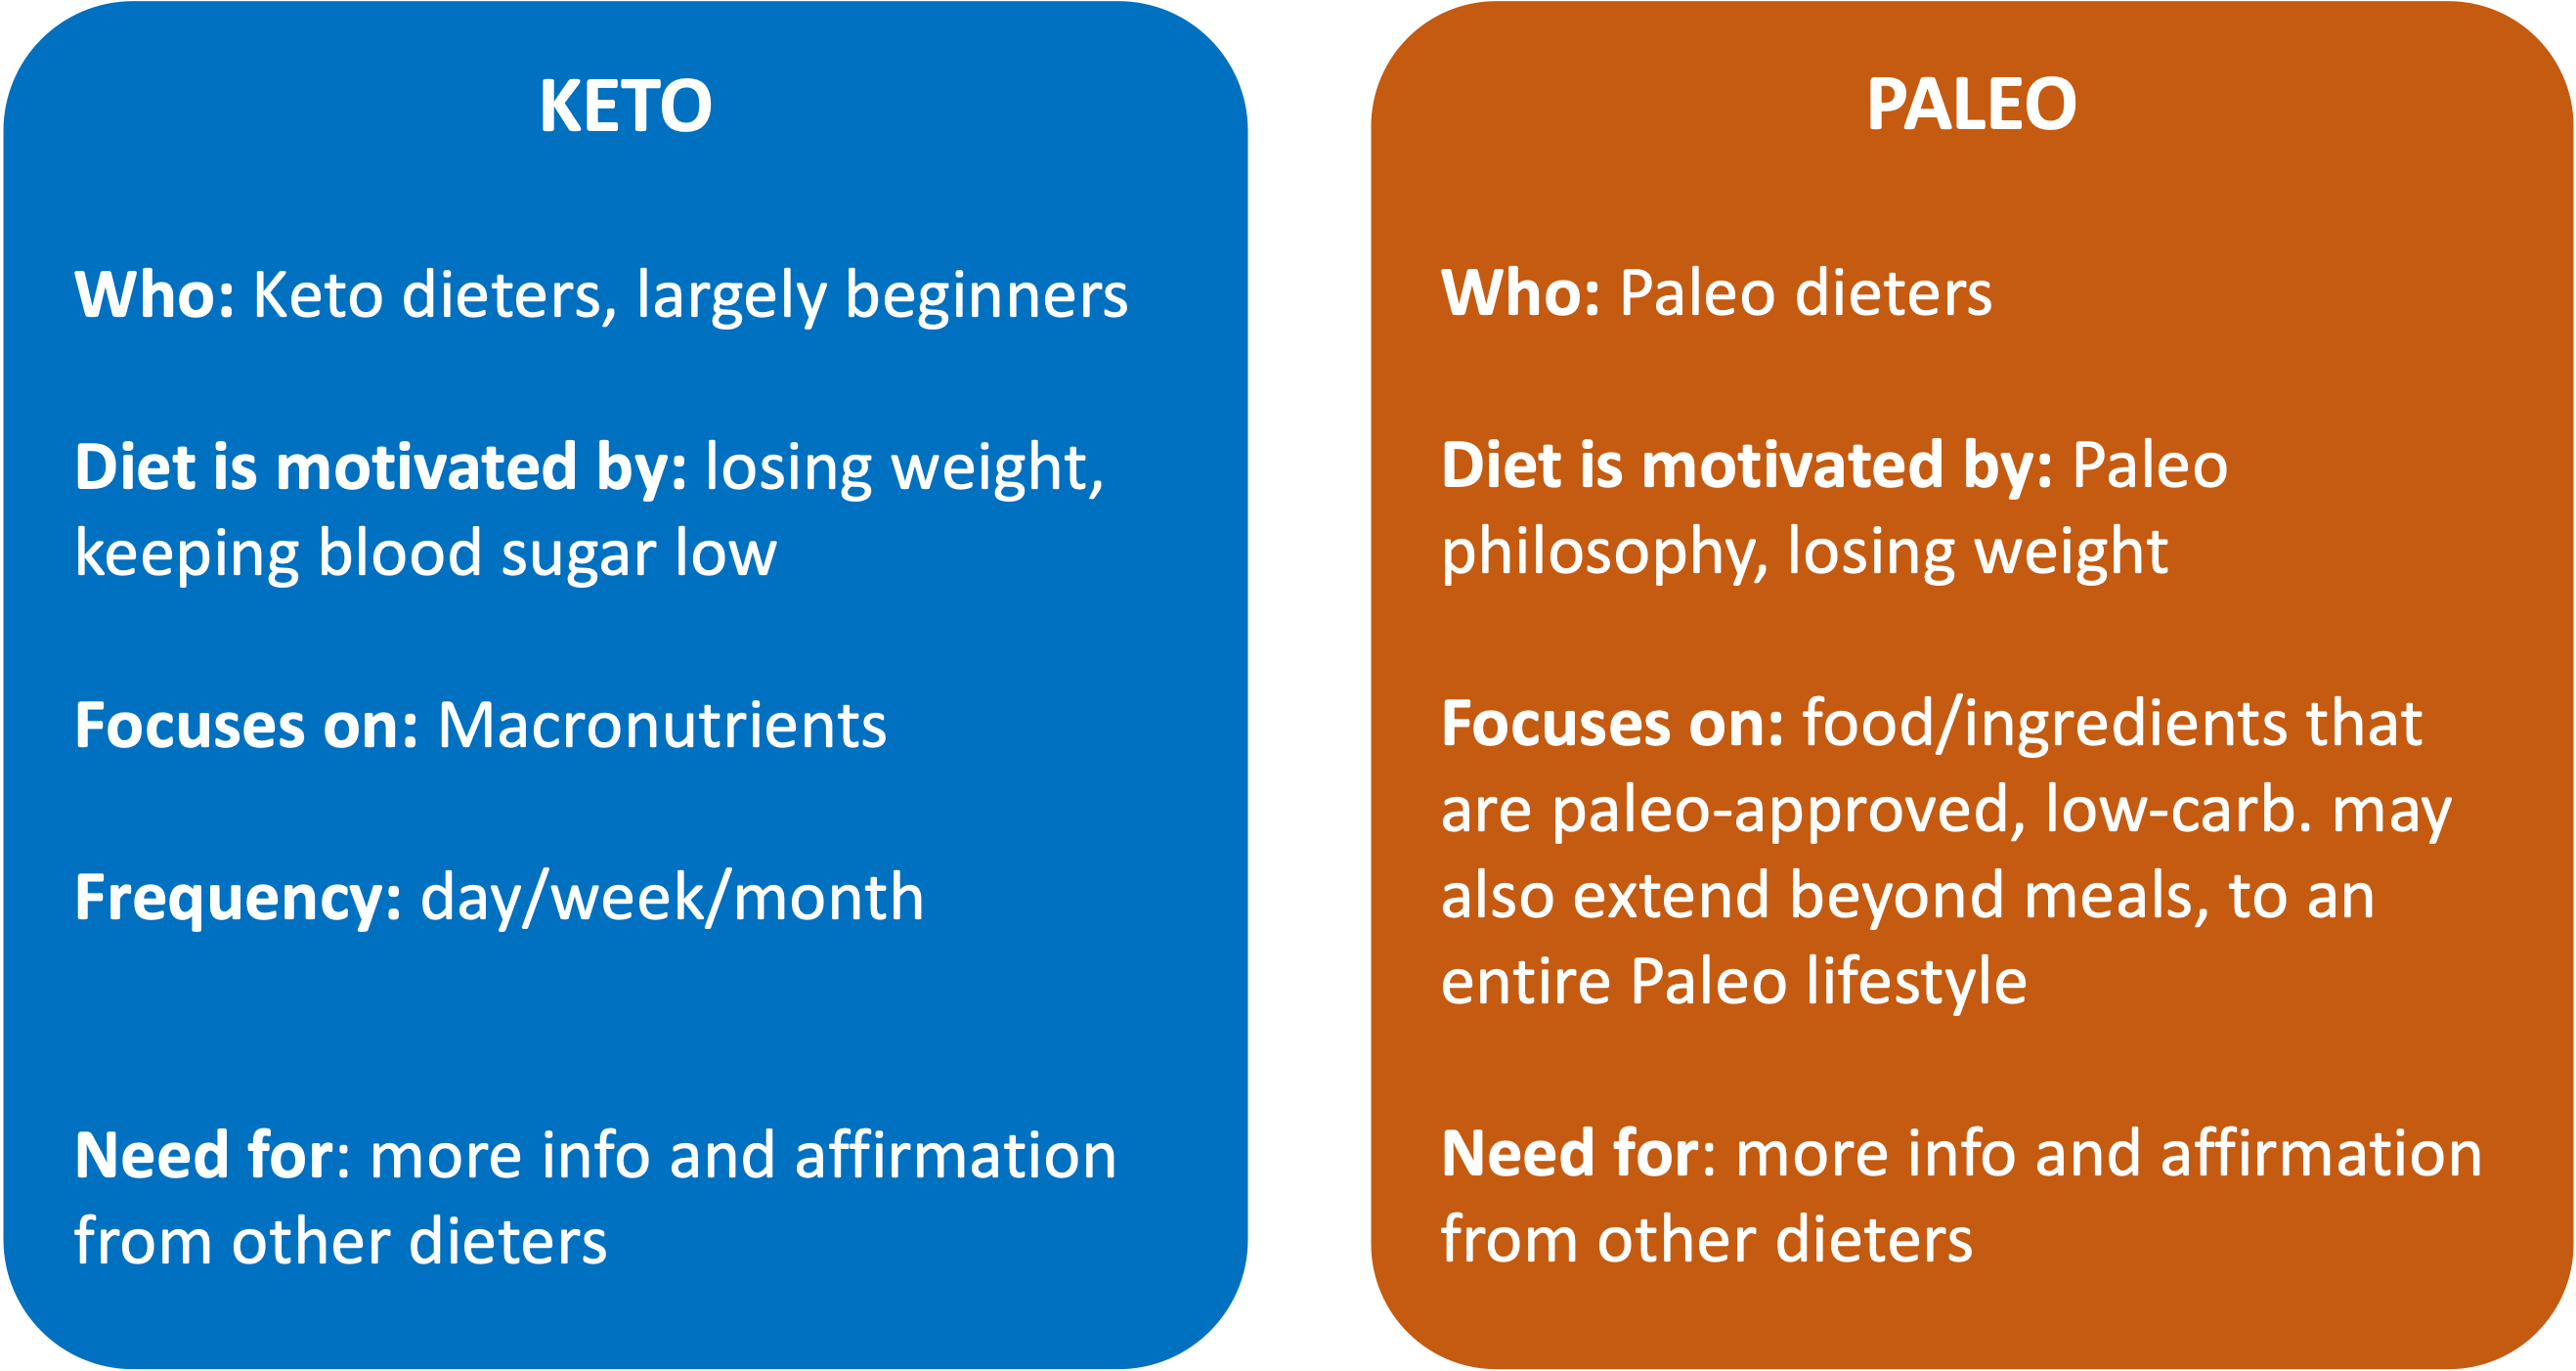 KETO
Who: Keto dieters, largely beginners
Diet is motivated by: losing weight,
keeping blood sugar low
Focuses on: Macronutrients
Frequency: day/week/month
Need for: more info and affirmation
from other dieters
PALEO
Who: Paleo dieters
Diet is motivated by: Paleo
philosophy, losing weight
Focuses on: food/ingredients that
are paleo-approved, low-carb. may
also extend beyond meals, to an
entire Paleo lifestyle
Need for: more info and affirmation
from other dieters